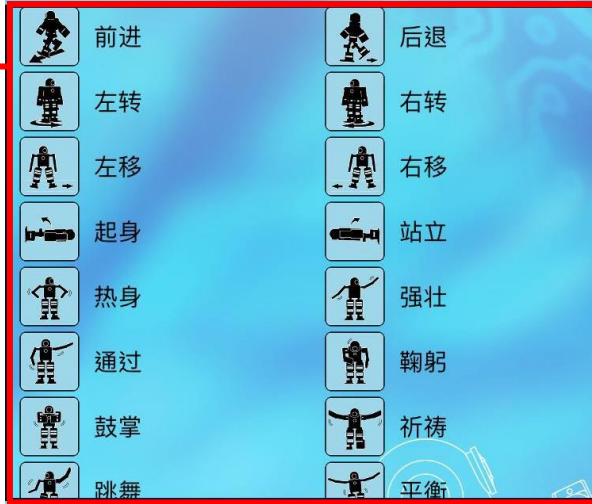 前进 后退
左转 右转
左移 右移
起身 站立
热身 强壮
通过 鞠躬
鼓掌 祈祷
跳舞 平衡